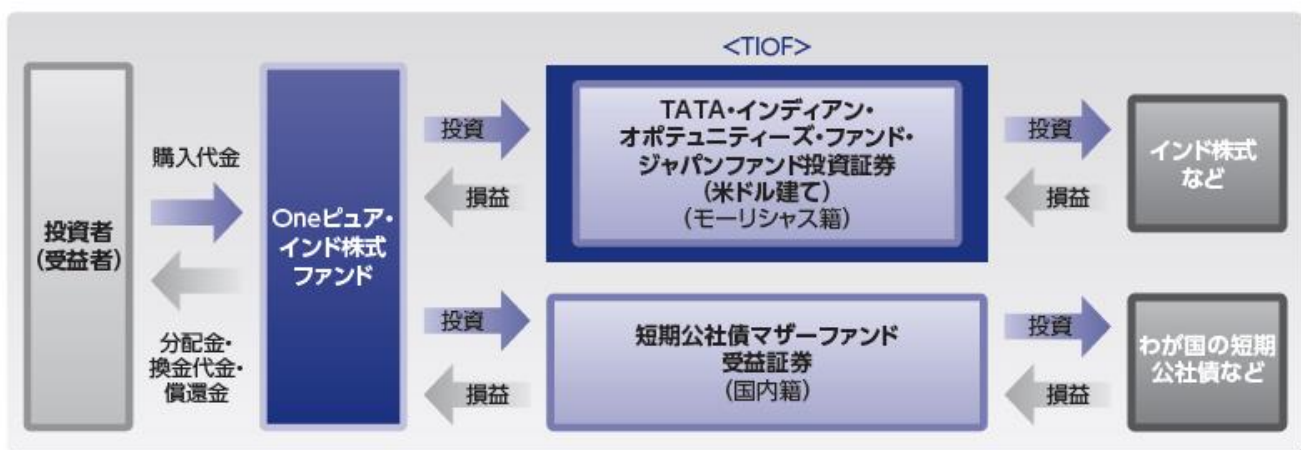 <TIOF>
投資者
(受益者)
購入代金
分配金・
換金代金・
償還金
Oneピュア・
インド株式
ファンド
投資
損益
TATA・インディアン・
オポテュニティーズ・ファンド・
ジャパンファンド投資証券
(米ドル建て)
(モーリシャス籍)
投資
損益
インド株式
など
投資
損益
短期公社債マザーファンド
受益証券
(国内籍)
投資
損益
わが国の短期
公社債など